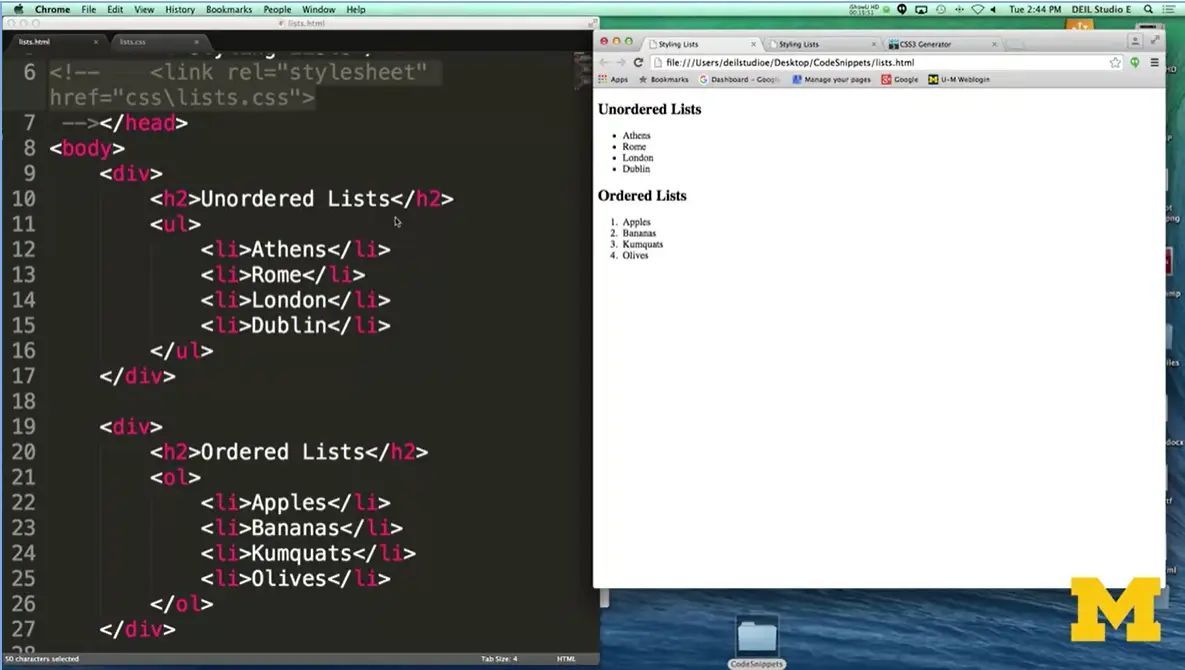 Chrome File Edit View History Bookmarks People Window Help
iShowU HD
Tue 2:44 PM DEIL Studio E
lists.html
lists.html
lists.css
6 <!-- <link rel="stylesheet"
href="css\lists.css">
7 --></head>
8 <body>
9 <div>
10 <h2>Unordered Lists</h2>
11 <ul>
12 <li>Athens</li>
13 <li>Rome</li>
14 <li>London</li>
15 <li>Dublin</li>
16 </ul>
17 </div>
18
19 <div>
20 <h2>Ordered Lists</h2>
21 <ol>
22 <li>Apples</li>
23 <li>Bananas</li>
24 <li>Kumquats</li>
25 <li>Olives</li>
26 </ol>
27 </div>
50 characters selected
Tab Size: 4
HTML
Styling Lists
Styling Lists
CSS3 Generator
file:///Users/deilstudioe/Desktop/CodeSnippets/lists.html
Apps Bookmarks Dashboard - Googl Manage your pages Google U-M Weblogin
Unordered Lists
• Athens
• Rome
• London
• Dublin
Ordered Lists
1. Apples
2. Bananas
3. Kumquats
4. Olives
CodeSnippets
M